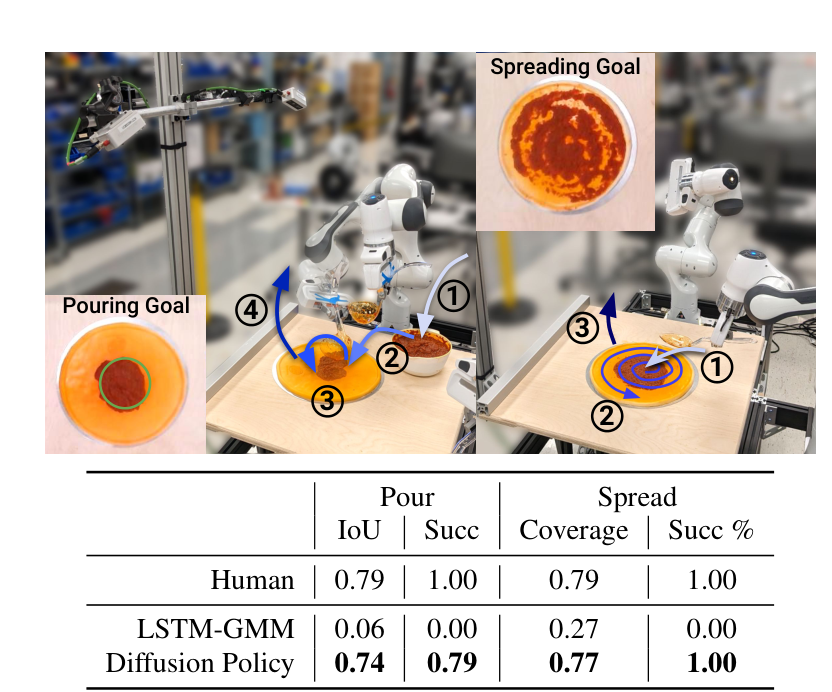 Spreading Goal
Pouring Goal
④
①
②
③
③
①
②
Pour Spread
IoU Succ Coverage Succ %
Human 0.79 1.00 0.79 1.00
LSTM-GMM 0.06 0.00 0.27 0.00
Diffusion Policy 0.74 0.79 0.77 1.00